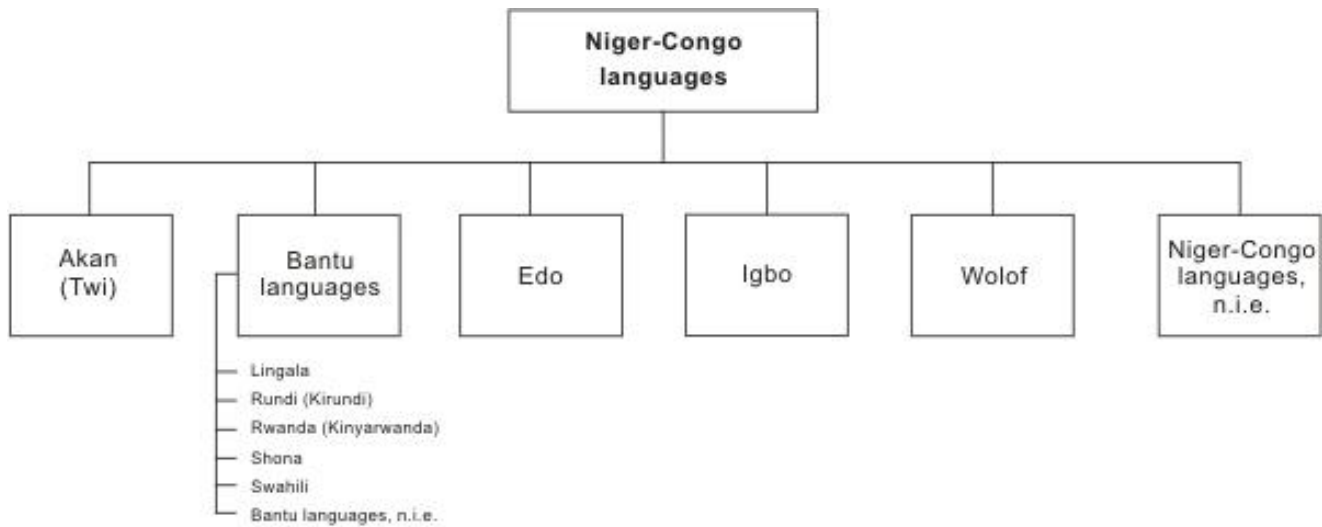 Niger-Congo
languages
Akan
(Twi)
Bantu
languages
Edo
Igbo
Wolof
Niger-Congo
languages,
n.i.e.
Lingala
Rundi (Kirundi)
Rwanda (Kinyarwanda)
Shona
Swahili
Bantu languages, n.i.e.